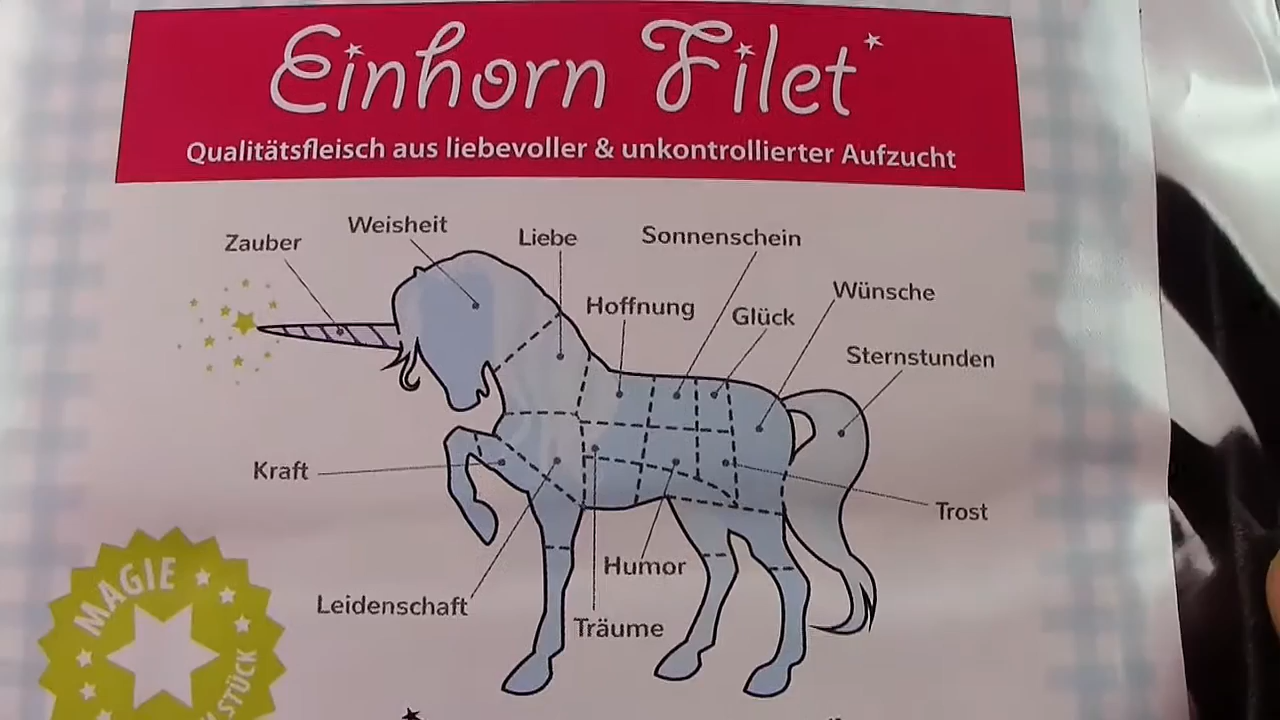 Einhorn Filet
Qualitätsfleisch aus liebevoller & unkontrollierter Aufzucht
Zauber
Weisheit
Liebe
Sonnenschein
Hoffnung
Glück
Wünsche
Sternstunden
Kraft
Trost
Humor
Leidenschaft
Träume
MAGIE
STÜCK